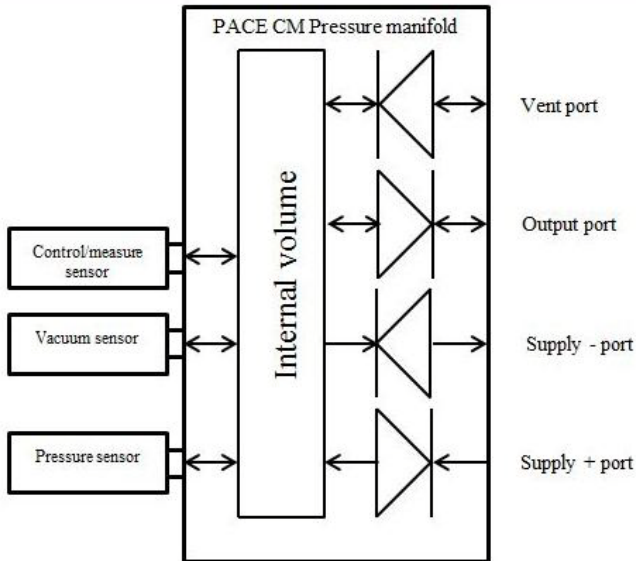 PACE CM Pressure manifold
Vent port
Output port
Control/measure
sensor
Internal volume
Vacuum sensor
Supply - port
Pressure sensor
Supply + port